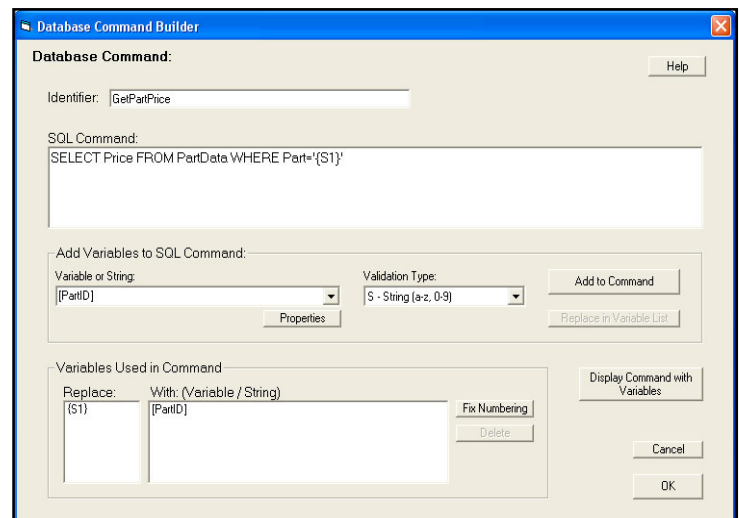 Database Command Builder
Database Command:
Help
Identifier: GetPartPrice
SQL Command:
SELECT Price FROM PartData WHERE Part='{S1}'
Add Variables to SQL Command:
Variable or String:
Validation Type:
[PartID]
S - String (a-z, 0-9)
Add to Command
Properties
Replace in Variable List
Variables Used in Command
Replace:
With: (Variable / String)
{S1}
[PartID]
Fix Numbering
Delete
Display Command with
Variables
Cancel
OK